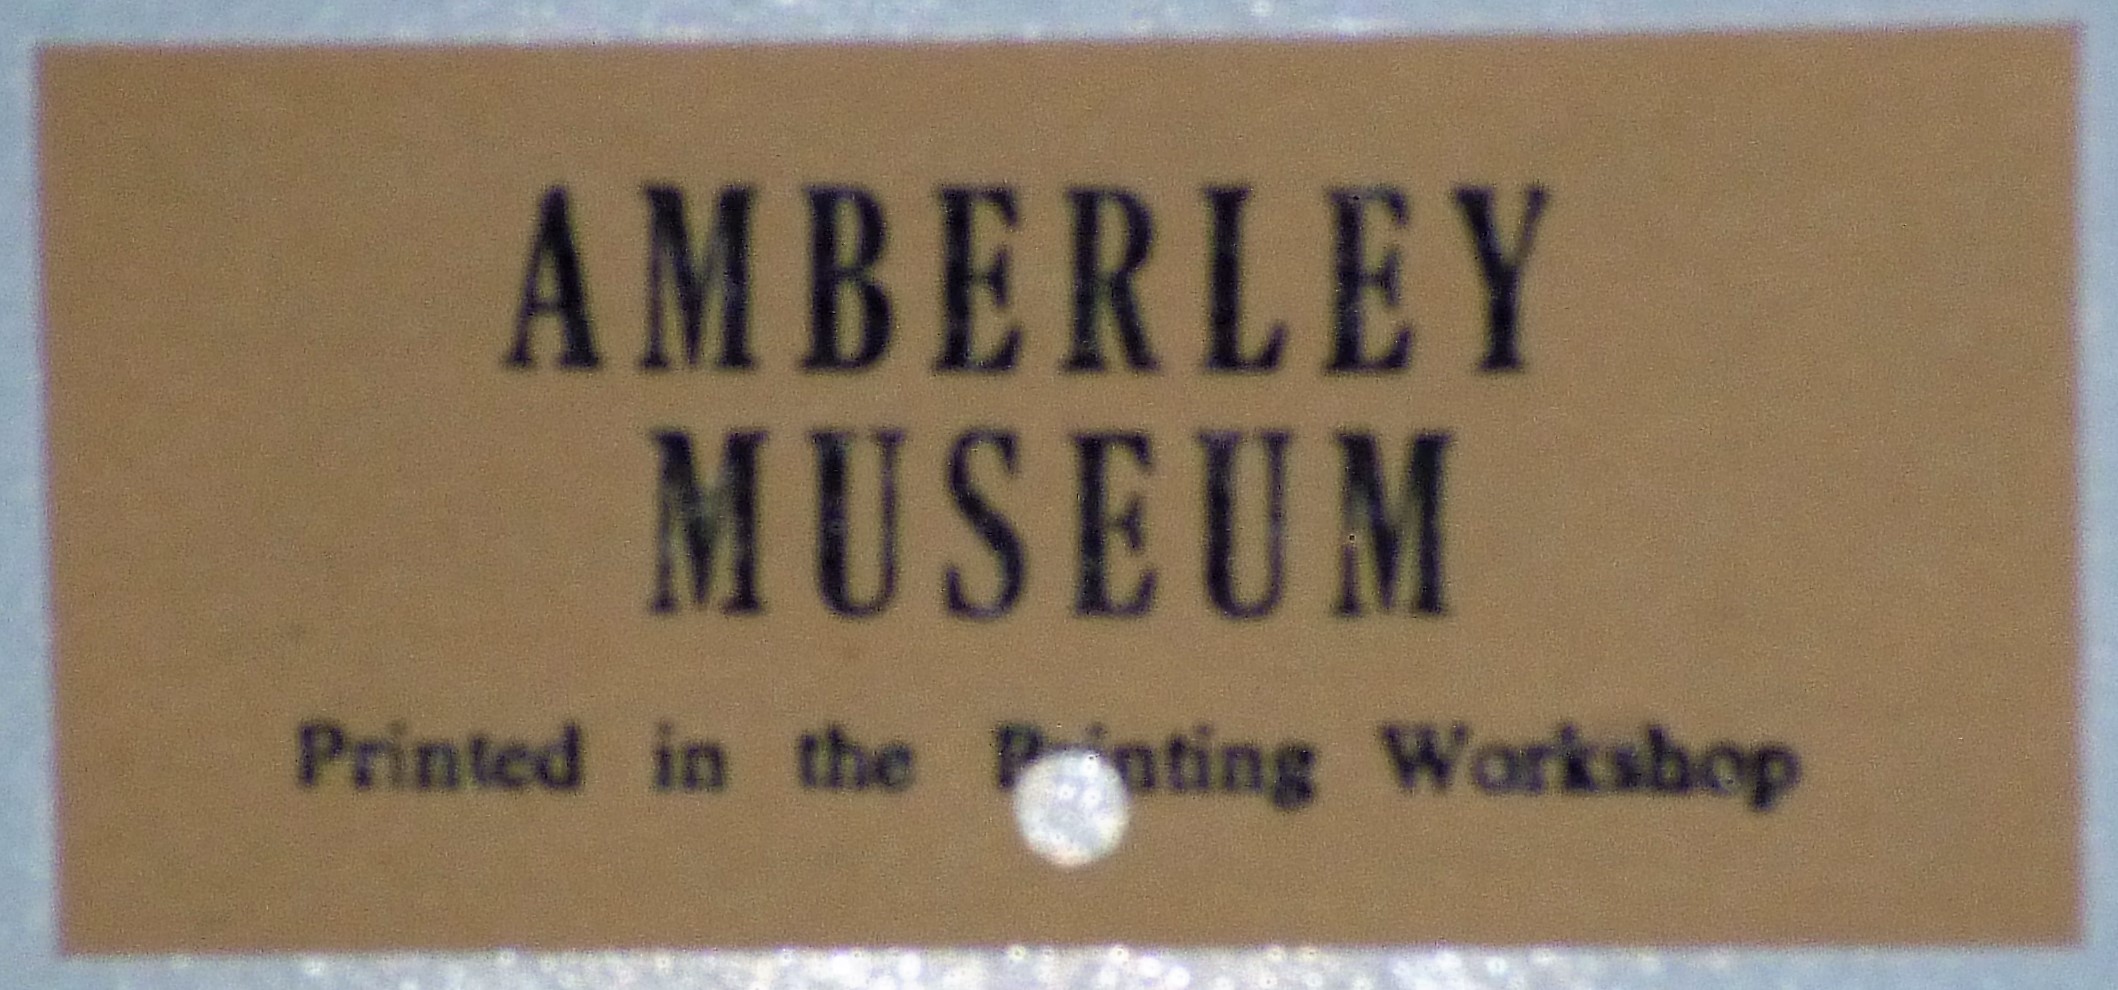 AMBERLEY
MUSEUM
Printed in the Printing Workshop